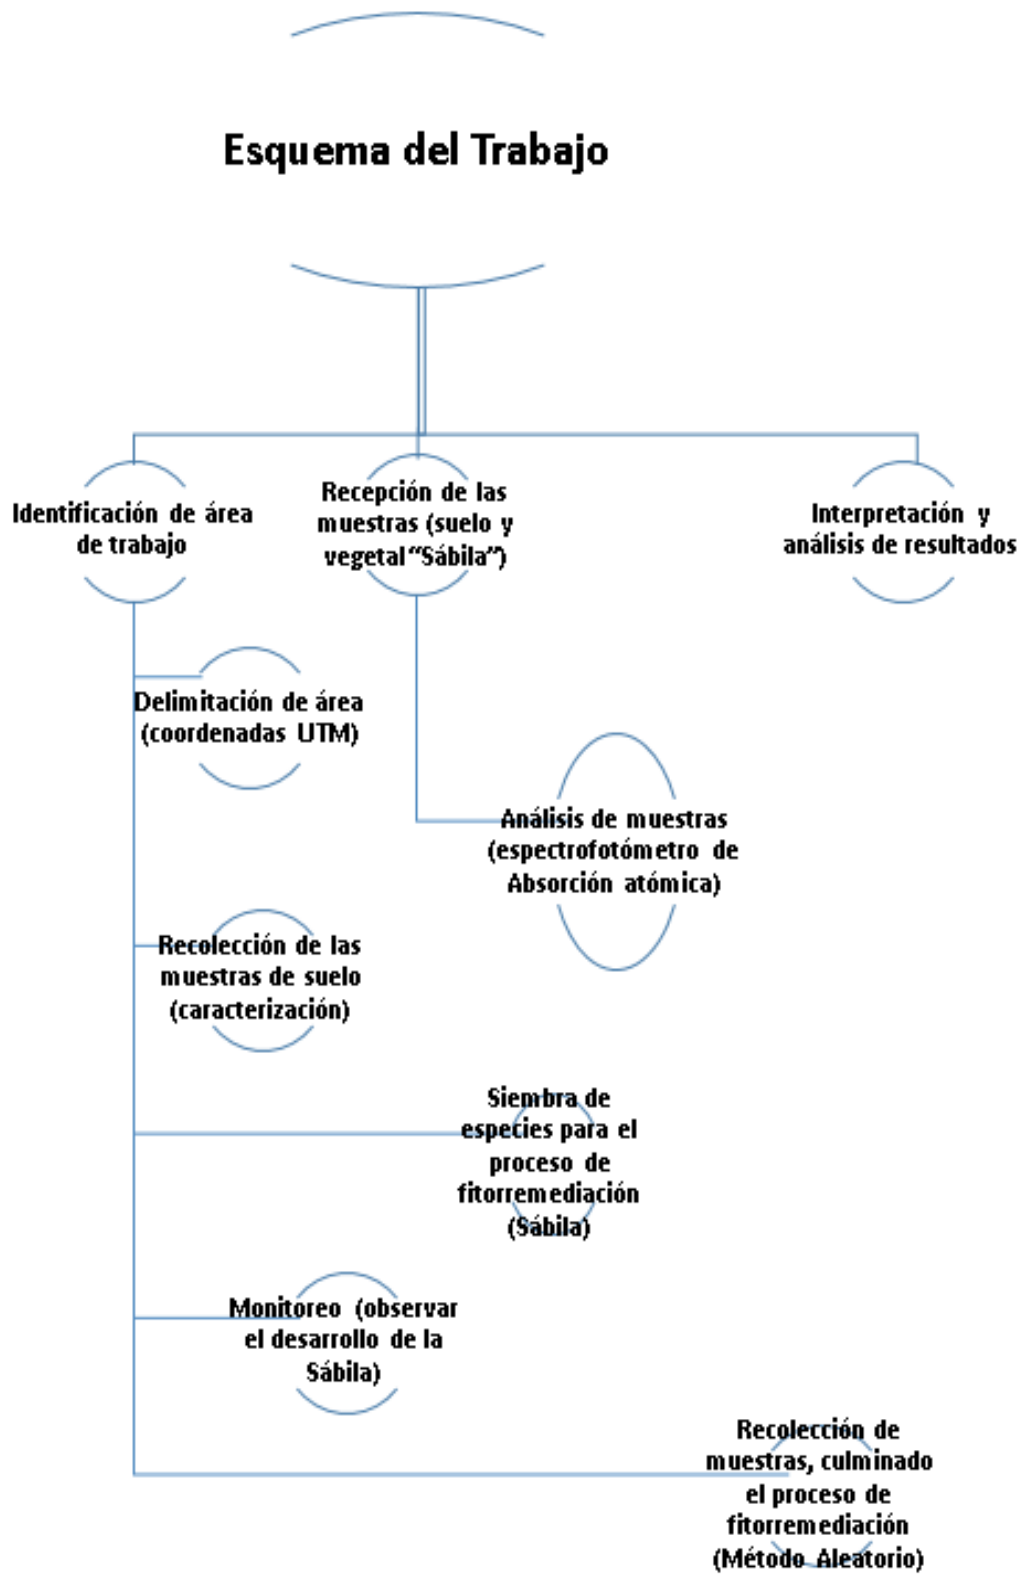 Esquema del Trabajo
Identificación de área
de trabajo
Recepción de las
muestras (suelo y
vegetal “Sábila”)
Interpretación y
análisis de resultados
Delimitación de área
(coordenadas UTM)
Análisis de muestras
(espectrofotómetro de
Absorción atómica)
Recolección de las
muestras de suelo
(caracterización)
Siembra de
especies para el
proceso de
fitorremediación
(Sábila)
Monitoreo (observar
el desarrollo de la
Sábila)
Recolección de
muestras, culminado
el proceso de
fitorremediación
(Método Aleatorio)